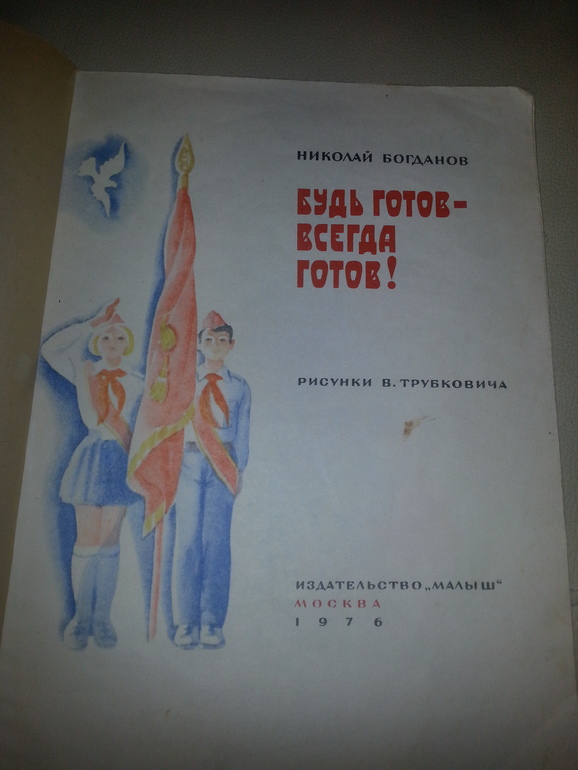 НИКОЛАЙ БОГДАНОВ
БУДЬ ГОТОВ–
ВСЕГДА
ГОТОВ!
РИСУНКИ В. ТРУБКОВИЧА
ИЗДАТЕЛЬСТВО „МАЛЫШ“
МОСКВА
1976